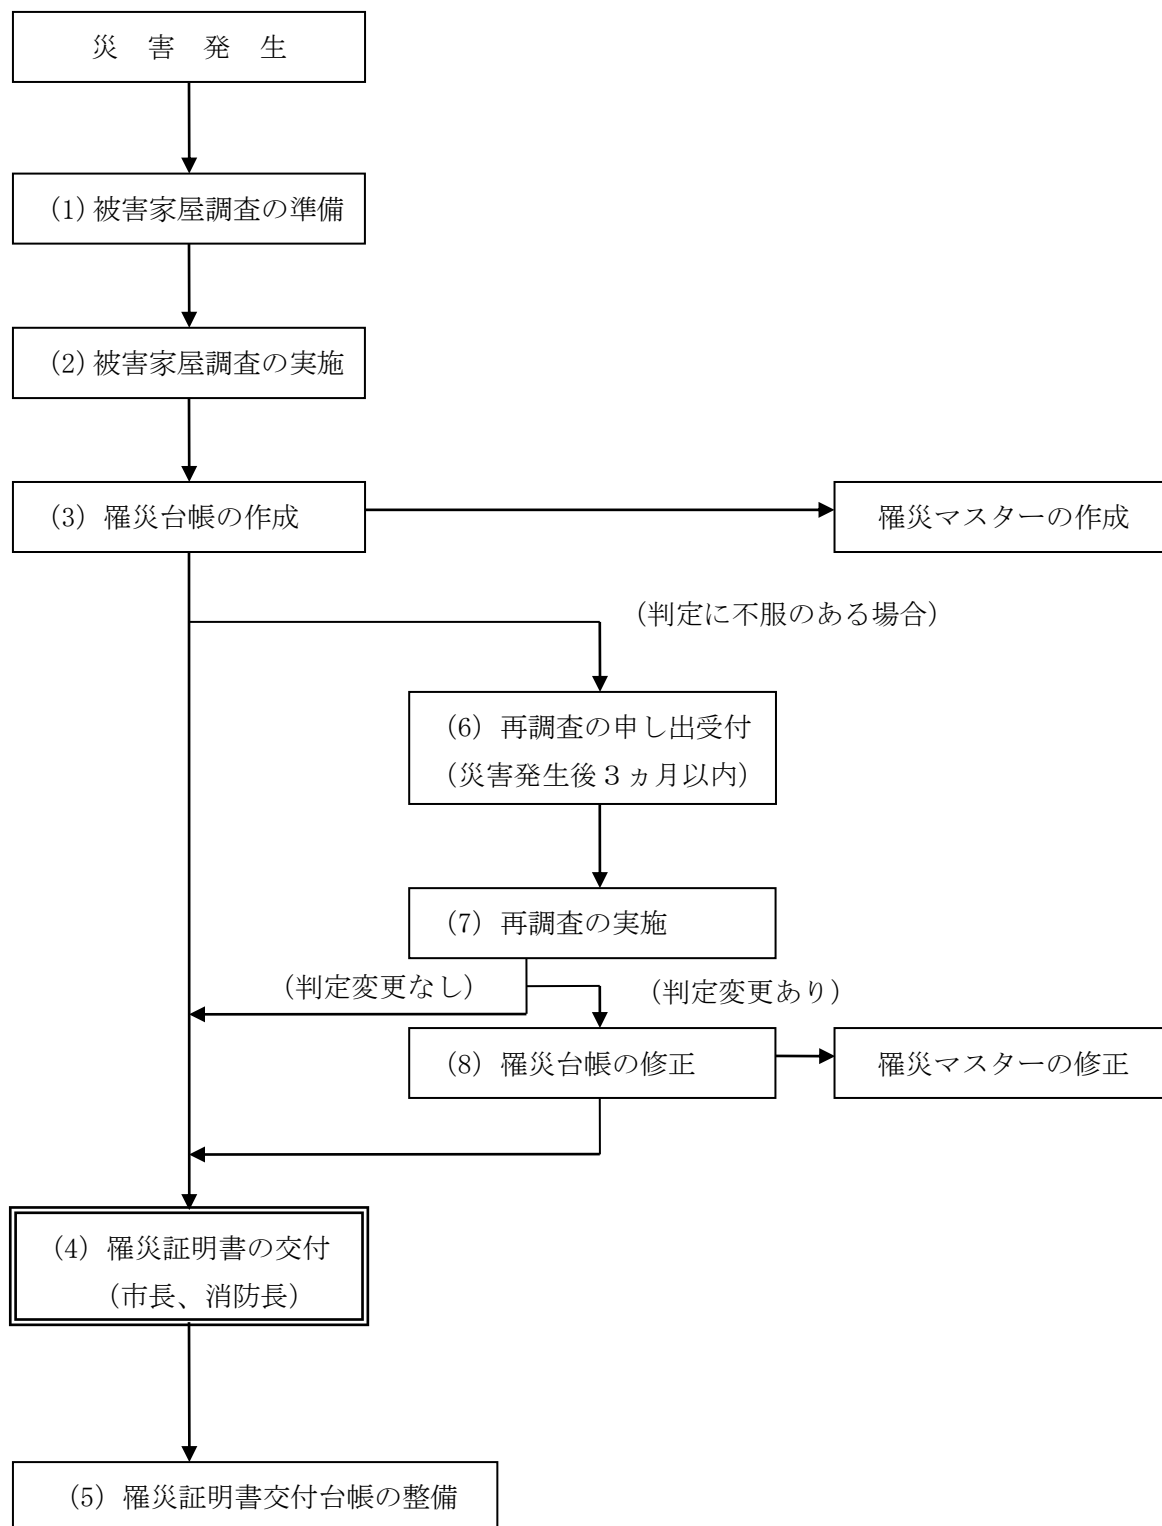 災 害 発 生
(1)被害家屋調査の準備
(2)被害家屋調査の実施
(3) 罹災台帳の作成
罹災マスターの作成
(判定に不服のある場合)
(6) 再調査の申し出受付
(災害発生後３ヵ月以内)
(7) 再調査の実施
(判定変更なし)
(判定変更あり)
(8) 罹災台帳の修正
罹災マスターの修正
(4) 罹災証明書の交付
(市長、消防長)
(5) 罹災証明書交付台帳の整備